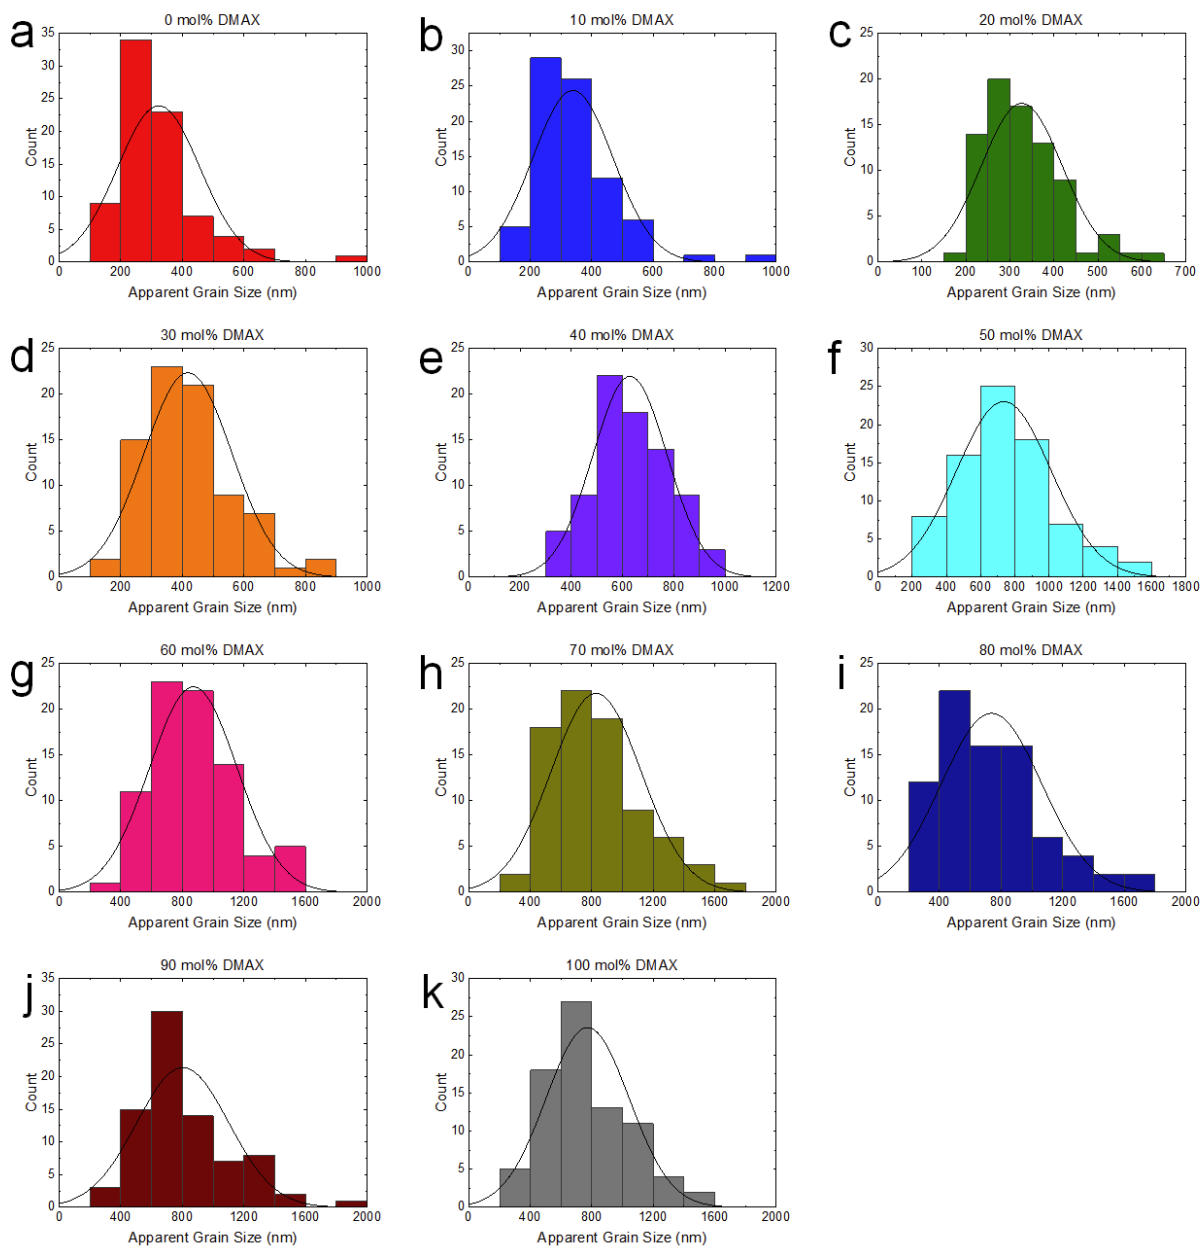 a
0 mol% DMAX
35
30
25
20
15
10
5
0
Count
0 200 400 600 800 1000
Apparent Grain Size (nm)
b
10 mol% DMAX
30
25
20
15
10
5
0
Count
0 200 400 600 800 1000
Apparent Grain Size (nm)
c
20 mol% DMAX
25
20
15
10
5
0
Count
0 100 200 300 400 500 600 700
Apparent Grain Size (nm)
d
30 mol% DMAX
25
20
15
10
5
0
Count
0 200 400 600 800 1000
Apparent Grain Size (nm)
e
40 mol% DMAX
25
20
15
10
5
0
Count
0 200 400 600 800 1000 1200
Apparent Grain Size (nm)
f
50 mol% DMAX
30
25
20
15
10
5
0
Count
0 200 400 600 800 1000 1200 1400 1600 1800
Apparent Grain Size (nm)
g
60 mol% DMAX
25
20
15
10
5
0
Count
0 400 800 1200 1600 2000
Apparent Grain Size (nm)
h
70 mol% DMAX
25
20
15
10
5
0
Count
0 400 800 1200 1600 2000
Apparent Grain Size (nm)
i
80 mol% DMAX
25
20
15
10
5
0
Count
0 400 800 1200 1600 2000
Apparent Grain Size (nm)
j
90 mol% DMAX
35
30
25
20
15
10
5
0
Count
0 400 800 1200 1600 2000
Apparent Grain Size (nm)
k
100 mol% DMAX
30
25
20
15
10
5
0
Count
0 400 800 1200 1600 2000
Apparent Grain Size (nm)